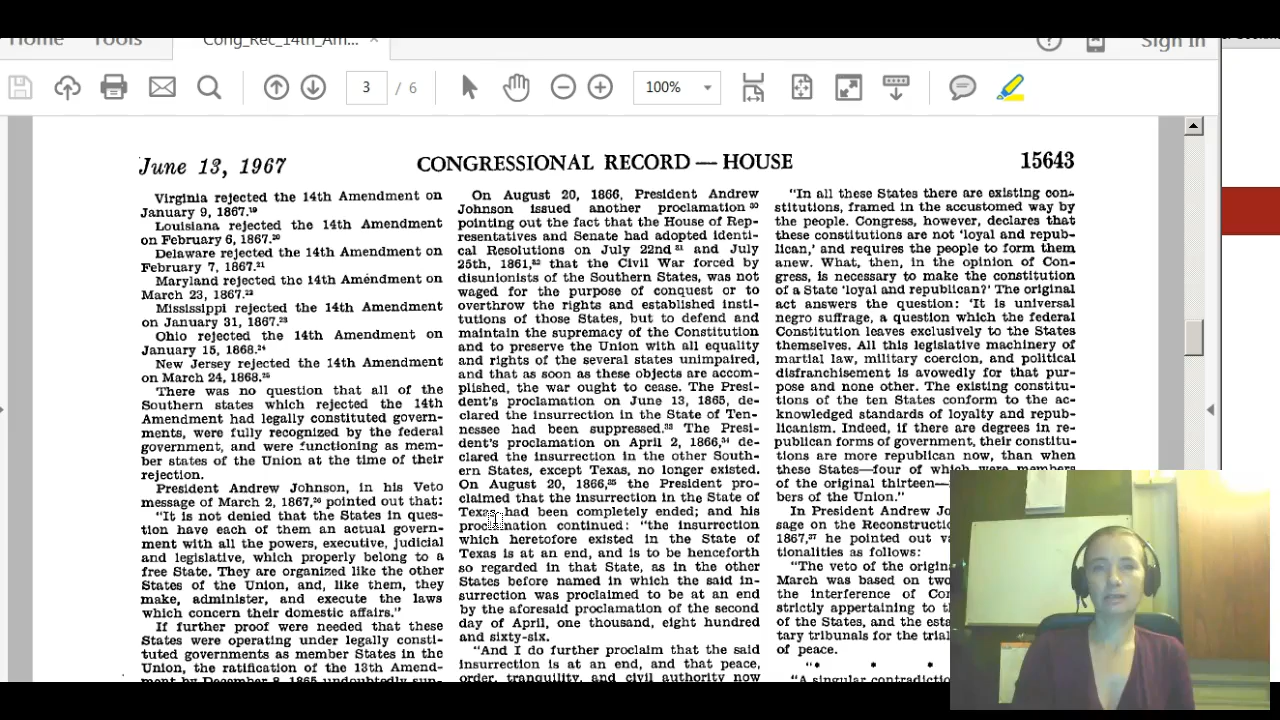 Home Tools Cong_Rec_14th_Am... × Sign In
3 / 6 100%
June 13, 1967 CONGRESSIONAL RECORD — HOUSE 15643
Virginia rejected the 14th Amendment on
January 9, 1867.¹⁹
Louisiana rejected the 14th Amendment
on February 6, 1867.²⁰
Delaware rejected the 14th Amendment on
February 7, 1867.²¹
Maryland rejected the 14th Amendment on
March 23, 1867.²²
Mississippi rejected the 14th Amendment
on January 31, 1867.²³
Ohio rejected the 14th Amendment on
January 15, 1868.²⁴
New Jersey rejected the 14th Amendment
on March 24, 1868.²⁵
There was no question that all of the
Southern states which rejected the 14th
Amendment had legally constituted govern-
ments, were fully recognized by the federal
government, and were functioning as mem-
ber states of the Union at the time of their
rejection.
President Andrew Johnson, in his Veto
message of March 2, 1867,²⁶ pointed out that:
"It is not denied that the States in ques-
tion have each of them an actual govern-
ment with all the powers, executive, judicial
and legislative, which properly belong to a
free State. They are organized like the other
States of the Union, and, like them, they
make, administer, and execute the laws
which concern their domestic affairs."
If further proof were needed that these
States were operating under legally consti-
tuted governments as member States in the
Union, the ratification of the 13th Amend-
ment by December 8, 1865 undoubtedly sup-
On August 20, 1866, President Andrew
Johnson issued another proclamation ³⁰
pointing out the fact that the House of Rep-
resentatives and Senate had adopted identi-
cal Resolutions on July 22nd ³¹ and July
25th, 1861,³² that the Civil War forced by
disunionists of the Southern States, was not
waged for the purpose of conquest or to
overthrow the rights and established insti-
tutions of those States, but to defend and
maintain the supremacy of the Constitution
and to preserve the Union with all equality
and rights of the several states unimpaired,
and that as soon as these objects are accom-
plished, the war ought to cease. The Presi-
dent's proclamation on June 13, 1865, de-
clared the insurrection in the State of Ten-
nessee had been suppressed.³³ The Presi-
dent's proclamation on April 2, 1866,³⁴ de-
clared the insurrection in the other South-
ern States, except Texas, no longer existed.
On August 20, 1866,³⁵ the President pro-
claimed that the insurrection in the State of
Texas had been completely ended; and his
proclamation continued: "the insurrection
which heretofore existed in the State of
Texas is at an end, and is to be henceforth
so regarded in that State, as in the other
States before named in which the said in-
surrection was proclaimed to be at an end
by the aforesaid proclamation of the second
day of April, one thousand, eight hundred
and sixty-six.
"And I do further proclaim that the said
insurrection is at an end, and that peace,
order, tranquility, and civil authority now
"In all these States there are existing con-
stitutions, framed in the accustomed way by
the people. Congress, however, declares that
these constitutions are not 'loyal and repub-
lican,' and requires the people to form them
anew. What, then, in the opinion of Con-
gress, is necessary to make the constitution
of a State 'loyal and republican?' The original
act answers the question: 'It is universal
negro suffrage, a question which the federal
Constitution leaves exclusively to the States
themselves. All this legislative machinery of
martial law, military coercion, and political
disfranchisement is avowedly for that pur-
pose and none other. The existing constitu-
tions of the ten States conform to the ac-
knowledged standards of loyalty and repub-
licanism. Indeed, if there are degrees in re-
publican forms of government, their constitu-
tions are more republican now, than when
these States—four of which were members
of the original thirteen—
bers of the Union."
In President Andrew Jo
sage on the Reconstructi
1867,³⁷ he pointed out va
tionalities as follows:
"The veto of the origin
March was based on two
the interference of Con
strictly appertaining to th
of the States, and the esta
tary tribunals for the trial
of peace.
"* * *
"A singular contradiction